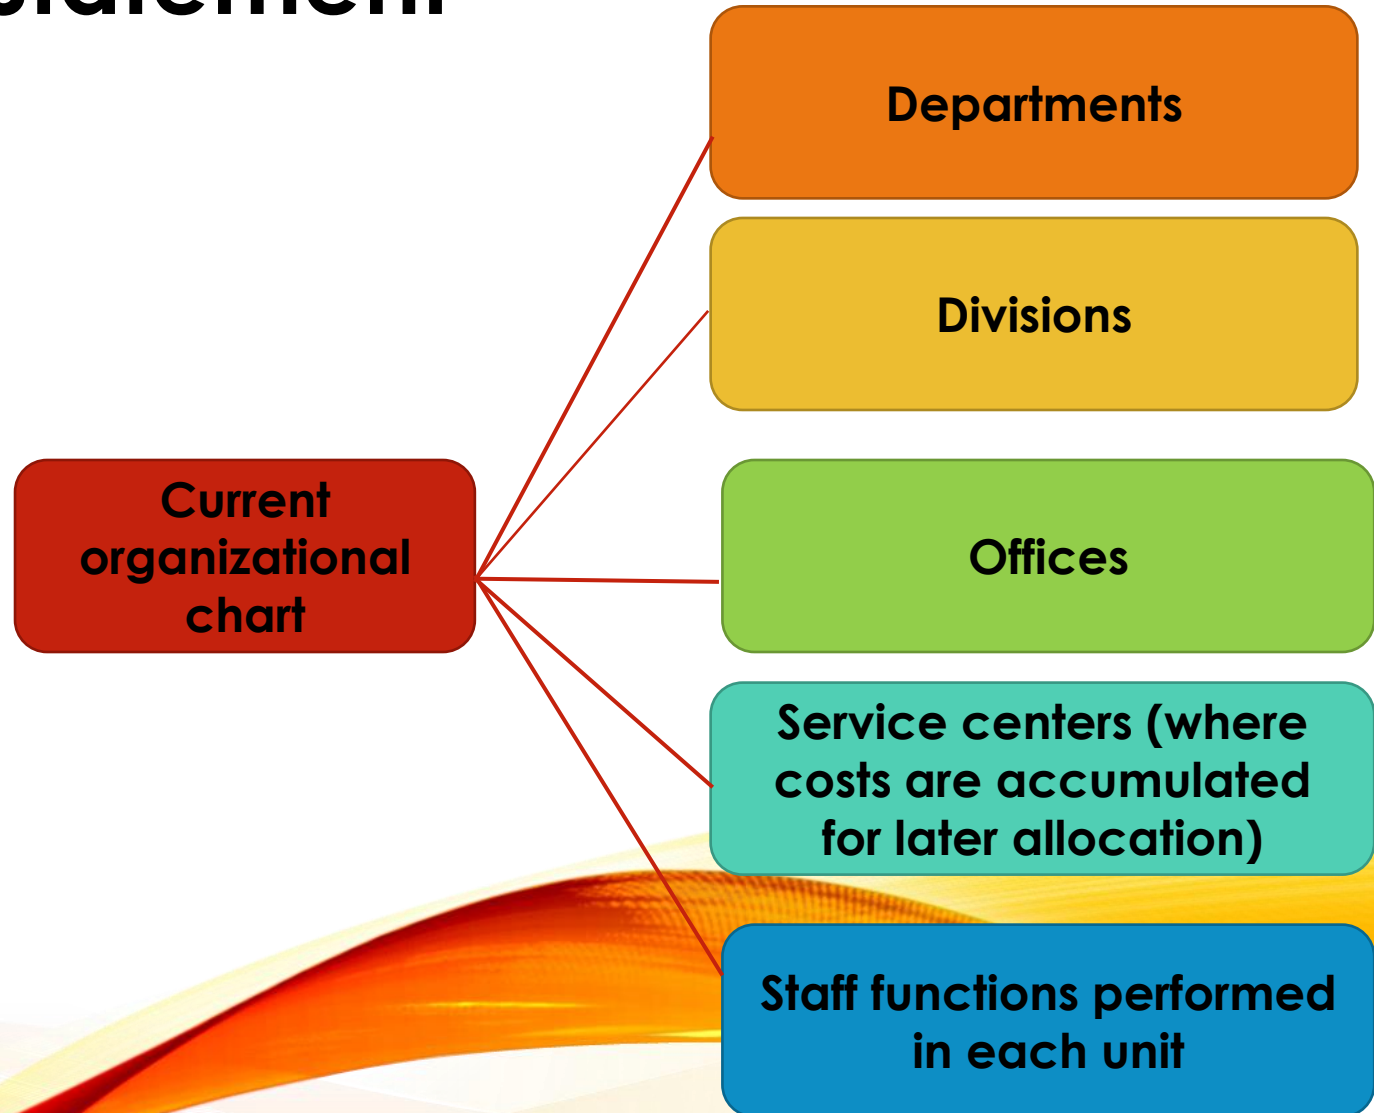 statement
Departments
Divisions
Current
organizational
chart
Offices
Service centers (where
costs are accumulated
for later allocation)
Staff functions performed
in each unit